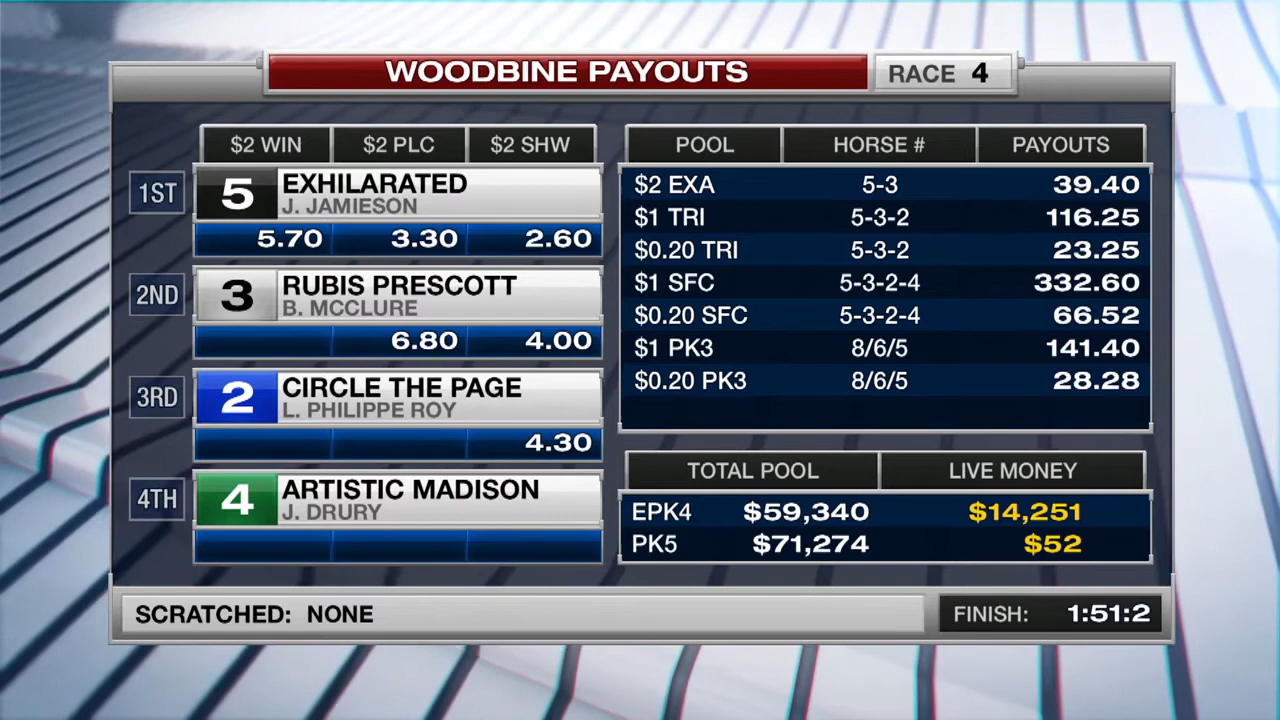 WOODBINE PAYOUTS
RACE 4
$2 WIN $2 PLC $2 SHW
1ST 5 EXHILARATED
J. JAMIESON
5.70 3.30 2.60
2ND 3 RUBIS PRESCOTT
B. MCCLURE
6.80 4.00
3RD 2 CIRCLE THE PAGE
L. PHILIPPE ROY
4.30
4TH 4 ARTISTIC MADISON
J. DRURY
POOL HORSE # PAYOUTS
$2 EXA 5-3 39.40
$1 TRI 5-3-2 116.25
$0.20 TRI 5-3-2 23.25
$1 SFC 5-3-2-4 332.60
$0.20 SFC 5-3-2-4 66.52
$1 PK3 8/6/5 141.40
$0.20 PK3 8/6/5 28.28
TOTAL POOL LIVE MONEY
EPK4 $59,340 $14,251
PK5 $71,274 $52
SCRATCHED: NONE
FINISH: 1:51:2